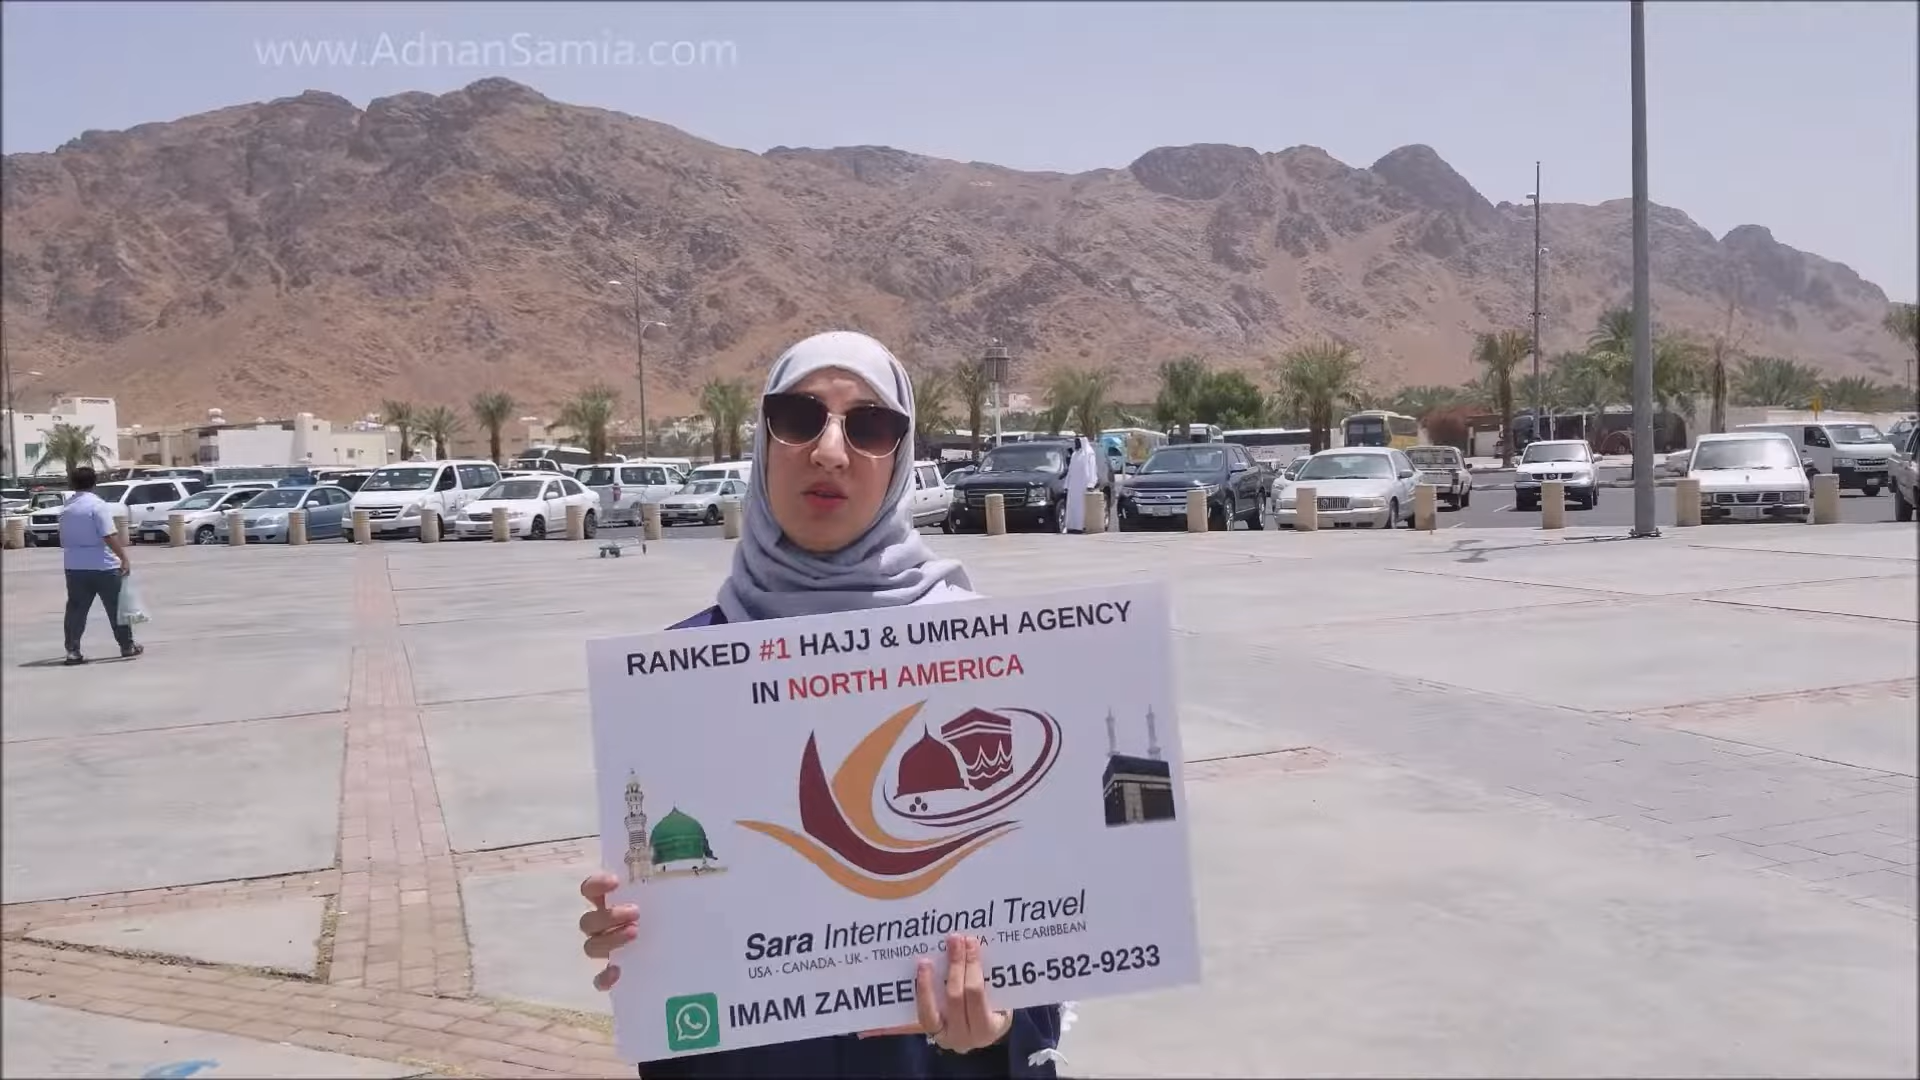 www.AdnanSamia.com
RANKED #1 HAJJ & UMRAH AGENCY
IN NORTH AMERICA
Sara International Travel
USA - CANADA - UK - TRINIDAD - - THE CARIBBEAN
IMAM -516-582-9233